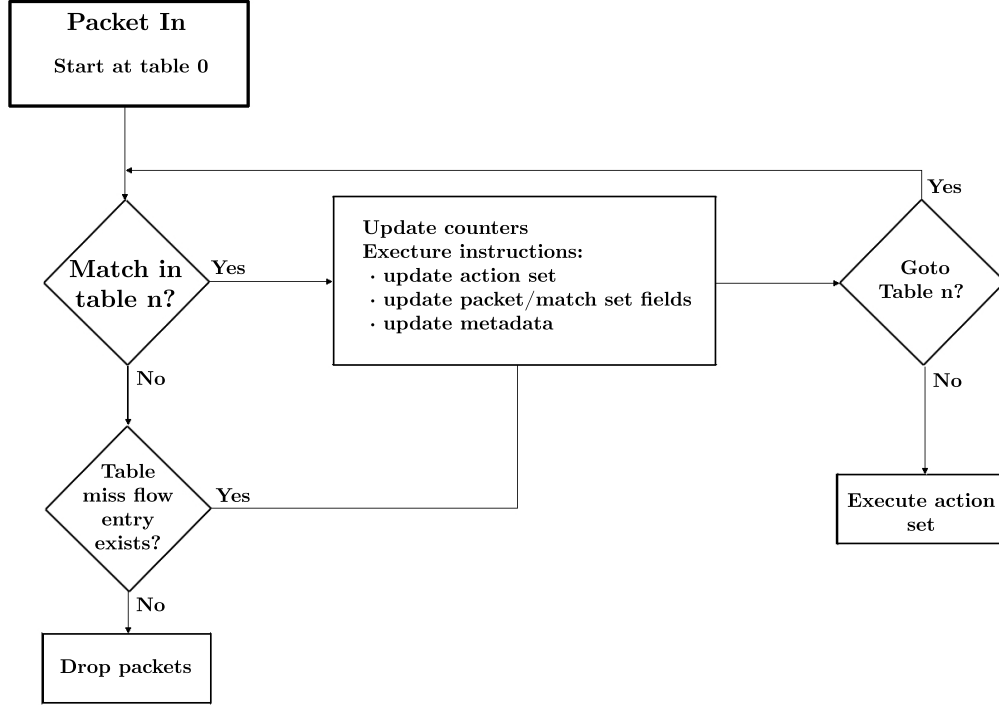 Packet In
Start at table 0
Yes
Match in
table n?
Yes
Update counters
Execture instructions:
· update action set
· update packet/match set fields
· update metadata
Goto
Table n?
No
No
Table
miss flow
entry
exists?
Yes
Execute action
set
No
Drop packets